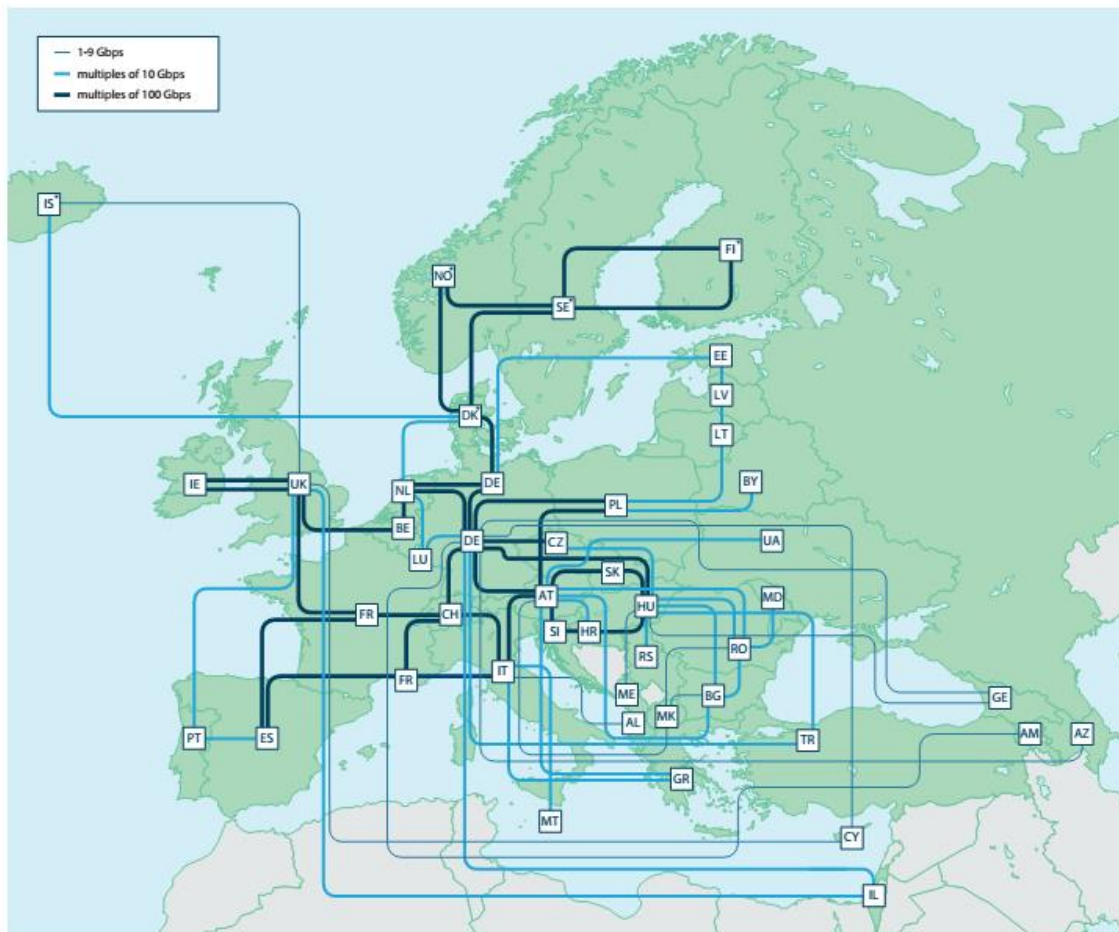 1-9 Gbps
multiples of 10 Gbps
multiples of 100 Gbps
IS*
FI*
NO*
SE*
EE
LV
DK*
LT
BY
IE
UK
NL
DE
PL
BE
DE
CZ
UA
LU
SK
AT
HU
MD
FR
CH
SI
HR
RO
RS
IT
FR
ME
BG
GE
MK
AL
PT
ES
TR
AM
AZ
GR
MT
CY
IL